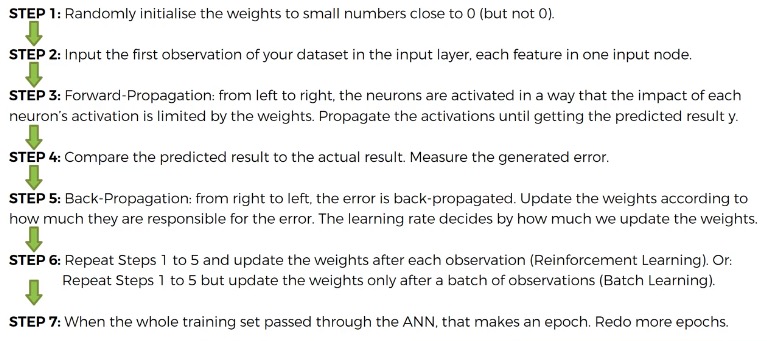 STEP 1: Randomly initialise the weights to small numbers close to 0 (but not 0).
STEP 2: Input the first observation of your dataset in the input layer, each feature in one input node.
STEP 3: Forward-Propagation: from left to right, the neurons are activated in a way that the impact of each
neuron's activation is limited by the weights. Propagate the activations until getting the predicted result y.
STEP 4: Compare the predicted result to the actual result. Measure the generated error.
STEP 5: Back-Propagation: from right to left, the error is back-propagated. Update the weights according to
how much they are responsible for the error. The learning rate decides by how much we update the weights.
STEP 6: Repeat Steps 1 to 5 and update the weights after each observation (Reinforcement Learning). Or:
Repeat Steps 1 to 5 but update the weights only after a batch of observations (Batch Learning).
STEP 7: When the whole training set passed through the ANN, that makes an epoch. Redo more epochs.